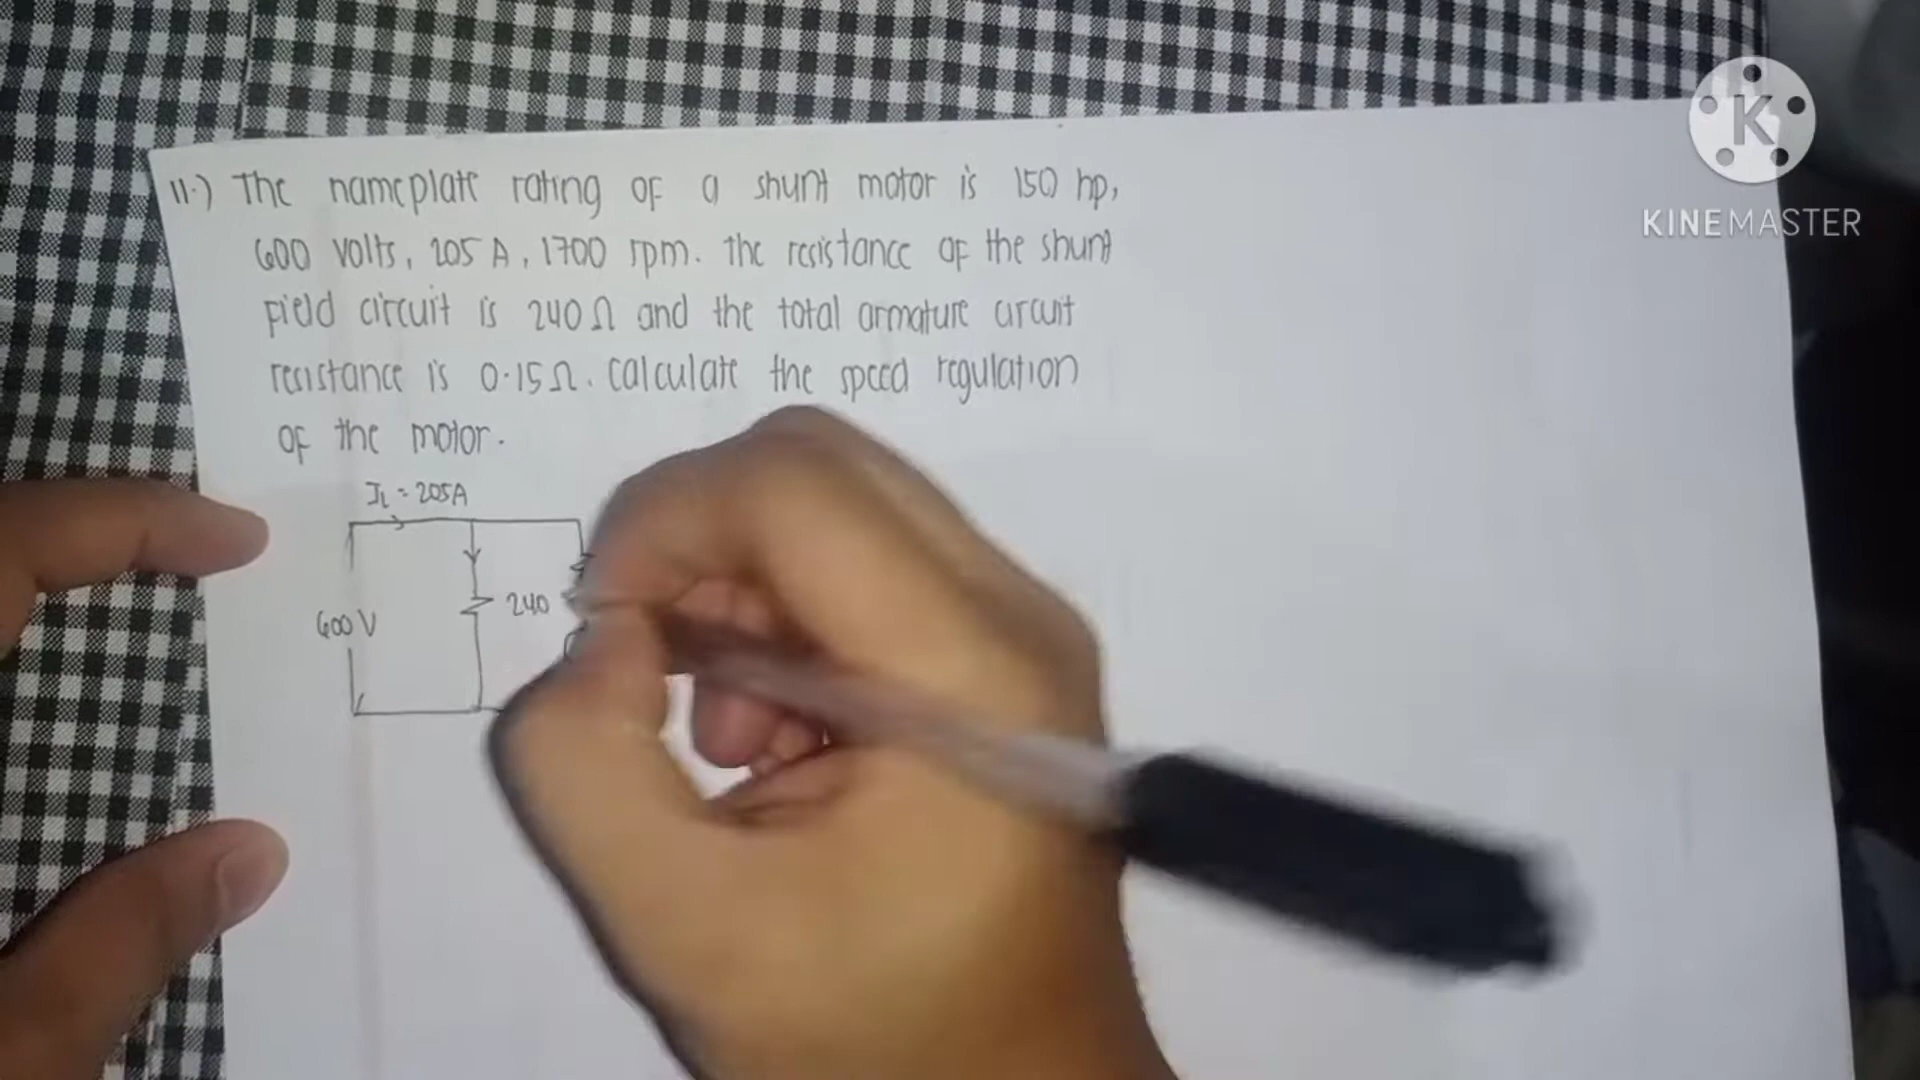 11.) The nameplate rating of a shunt motor is 150 hp,
600 volts, 205 A, 1700 rpm. The resistance of the shunt
field circuit is 240 Ω and the total armature circuit
resistance is 0.15 Ω. Calculate the speed regulation
of the motor.
IL = 205A
240
600 V
K
KINEMASTER